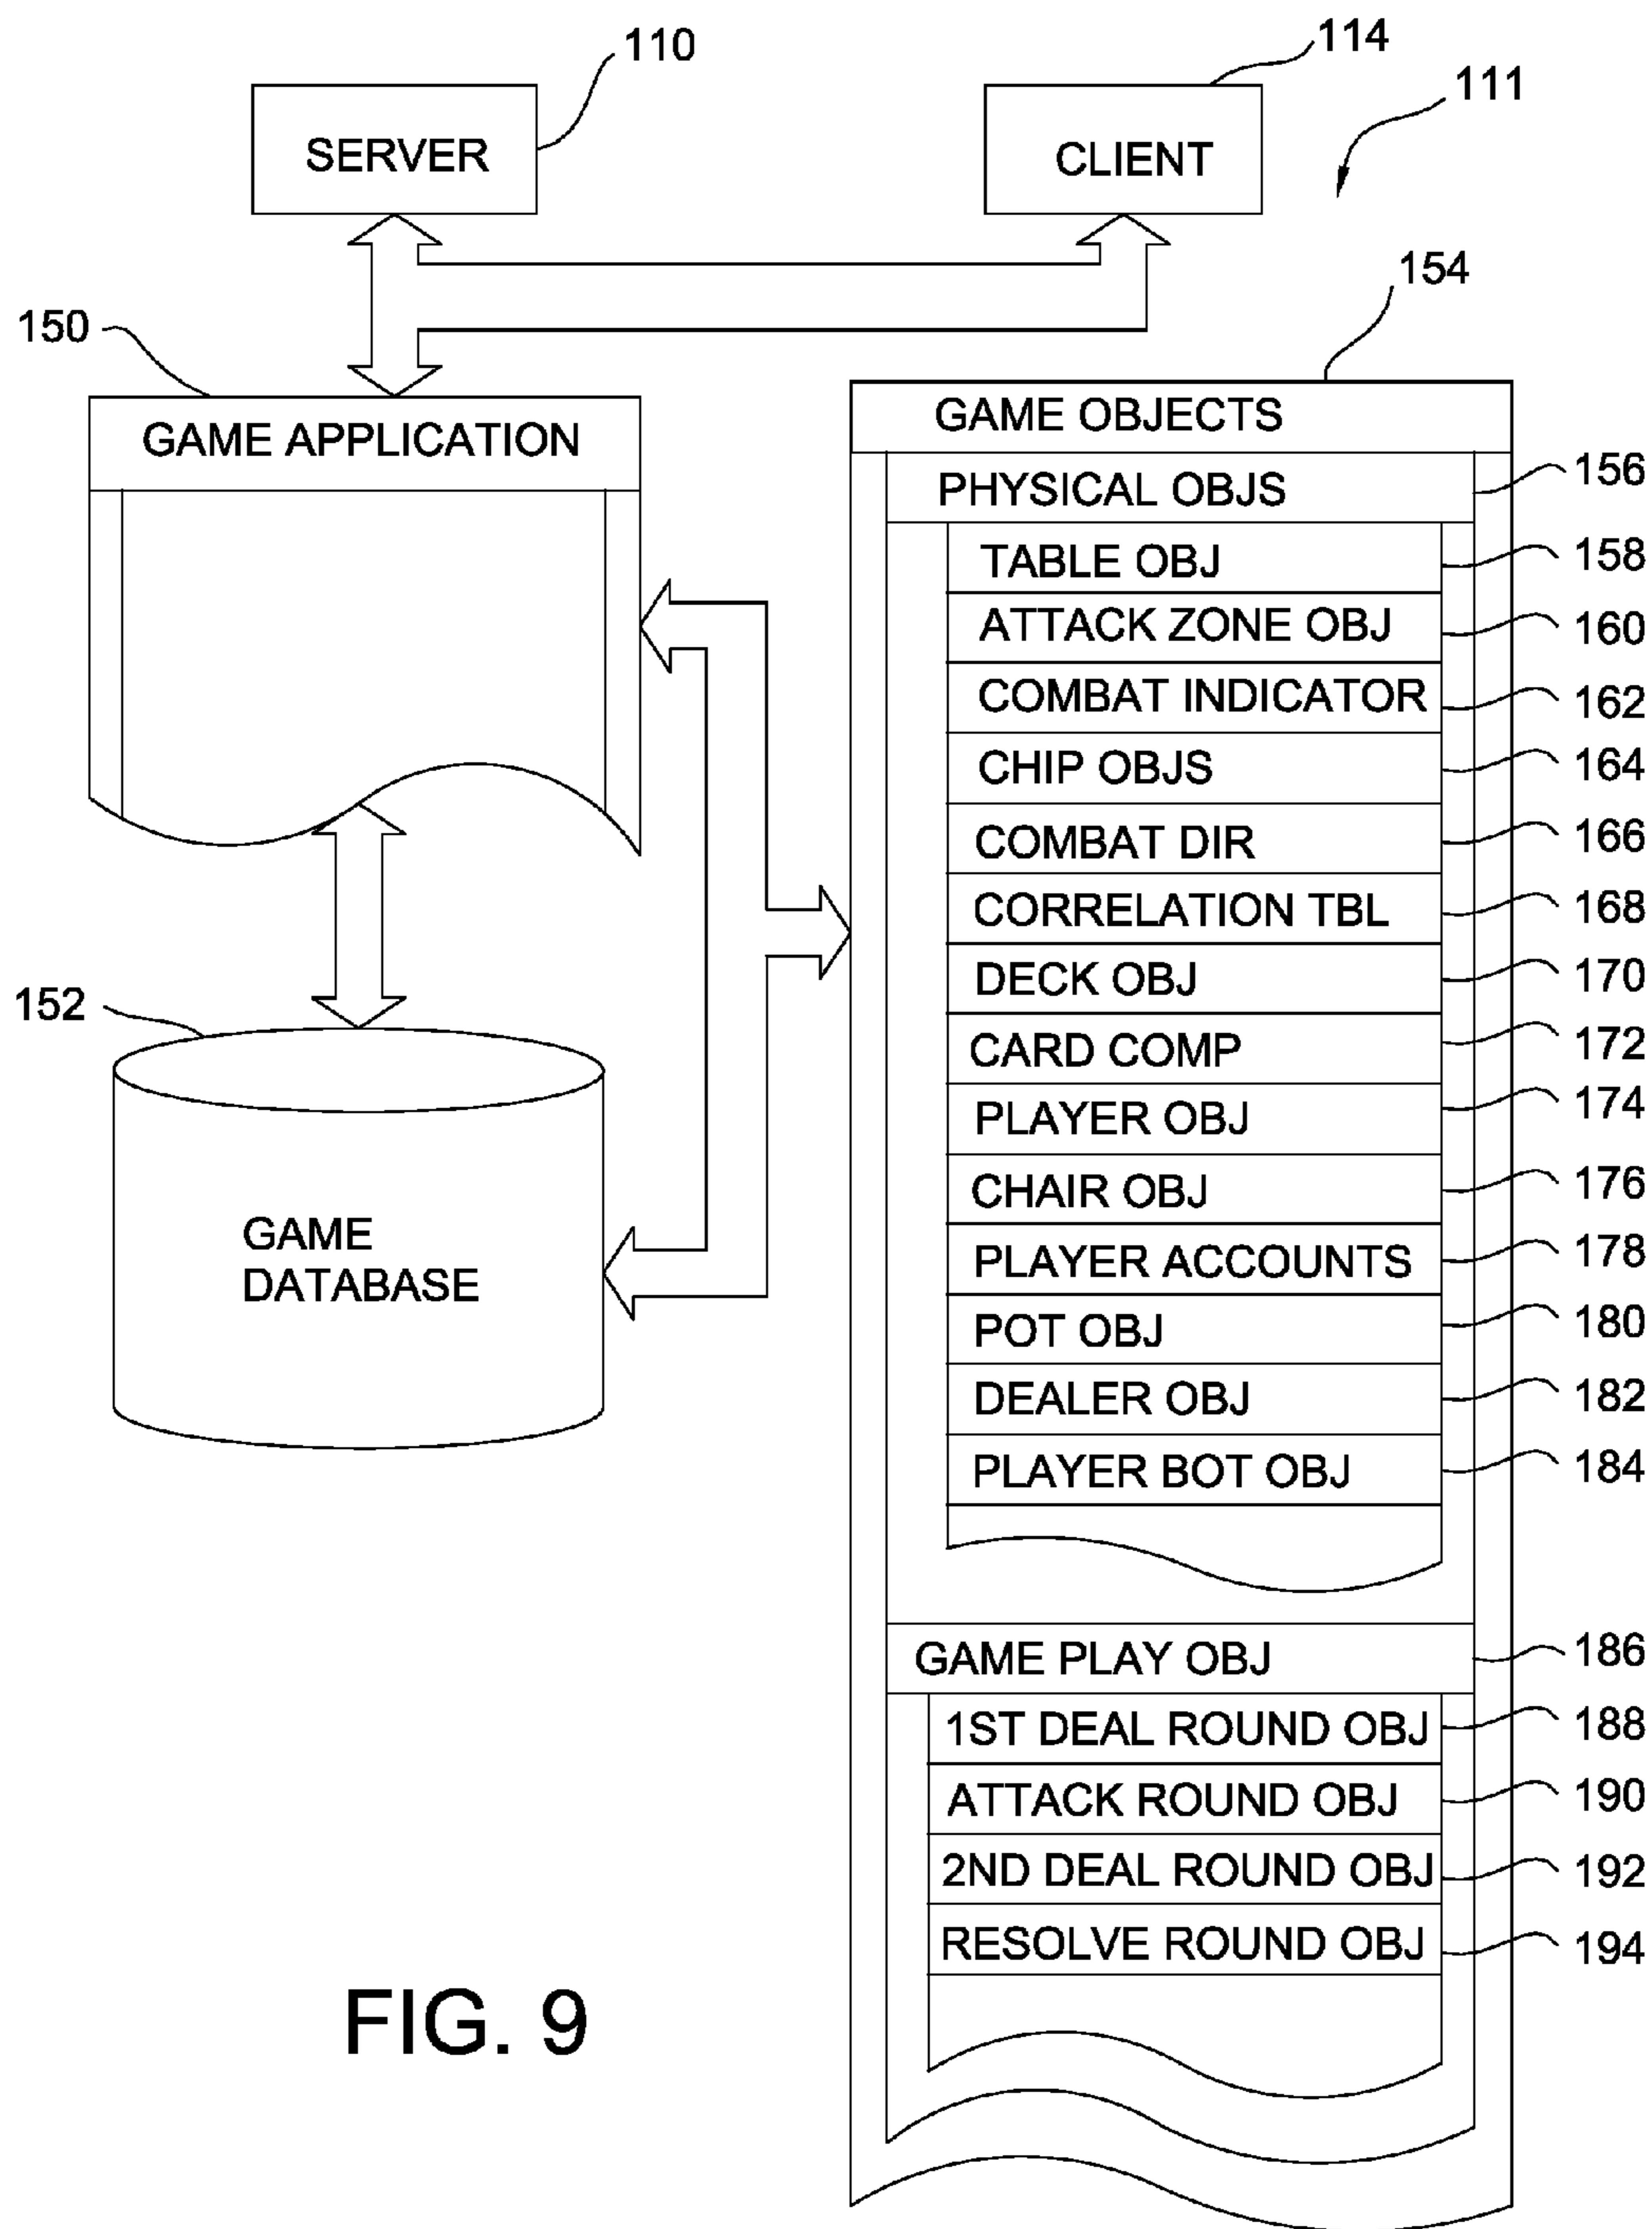 110
114
111
SERVER
CLIENT
154
150
GAME APPLICATION
GAME OBJECTS
PHYSICAL OBJS
156
TABLE OBJ
158
ATTACK ZONE OBJ
160
COMBAT INDICATOR
162
CHIP OBJS
164
COMBAT DIR
166
CORRELATION TBL
168
DECK OBJ
170
152
CARD COMP
172
PLAYER OBJ
174
CHAIR OBJ
176
GAME
DATABASE
PLAYER ACCOUNTS
178
POT OBJ
180
DEALER OBJ
182
PLAYER BOT OBJ
184
GAME PLAY OBJ
186
1ST DEAL ROUND OBJ
188
ATTACK ROUND OBJ
190
2ND DEAL ROUND OBJ
192
RESOLVE ROUND OBJ
194
FIG. 9